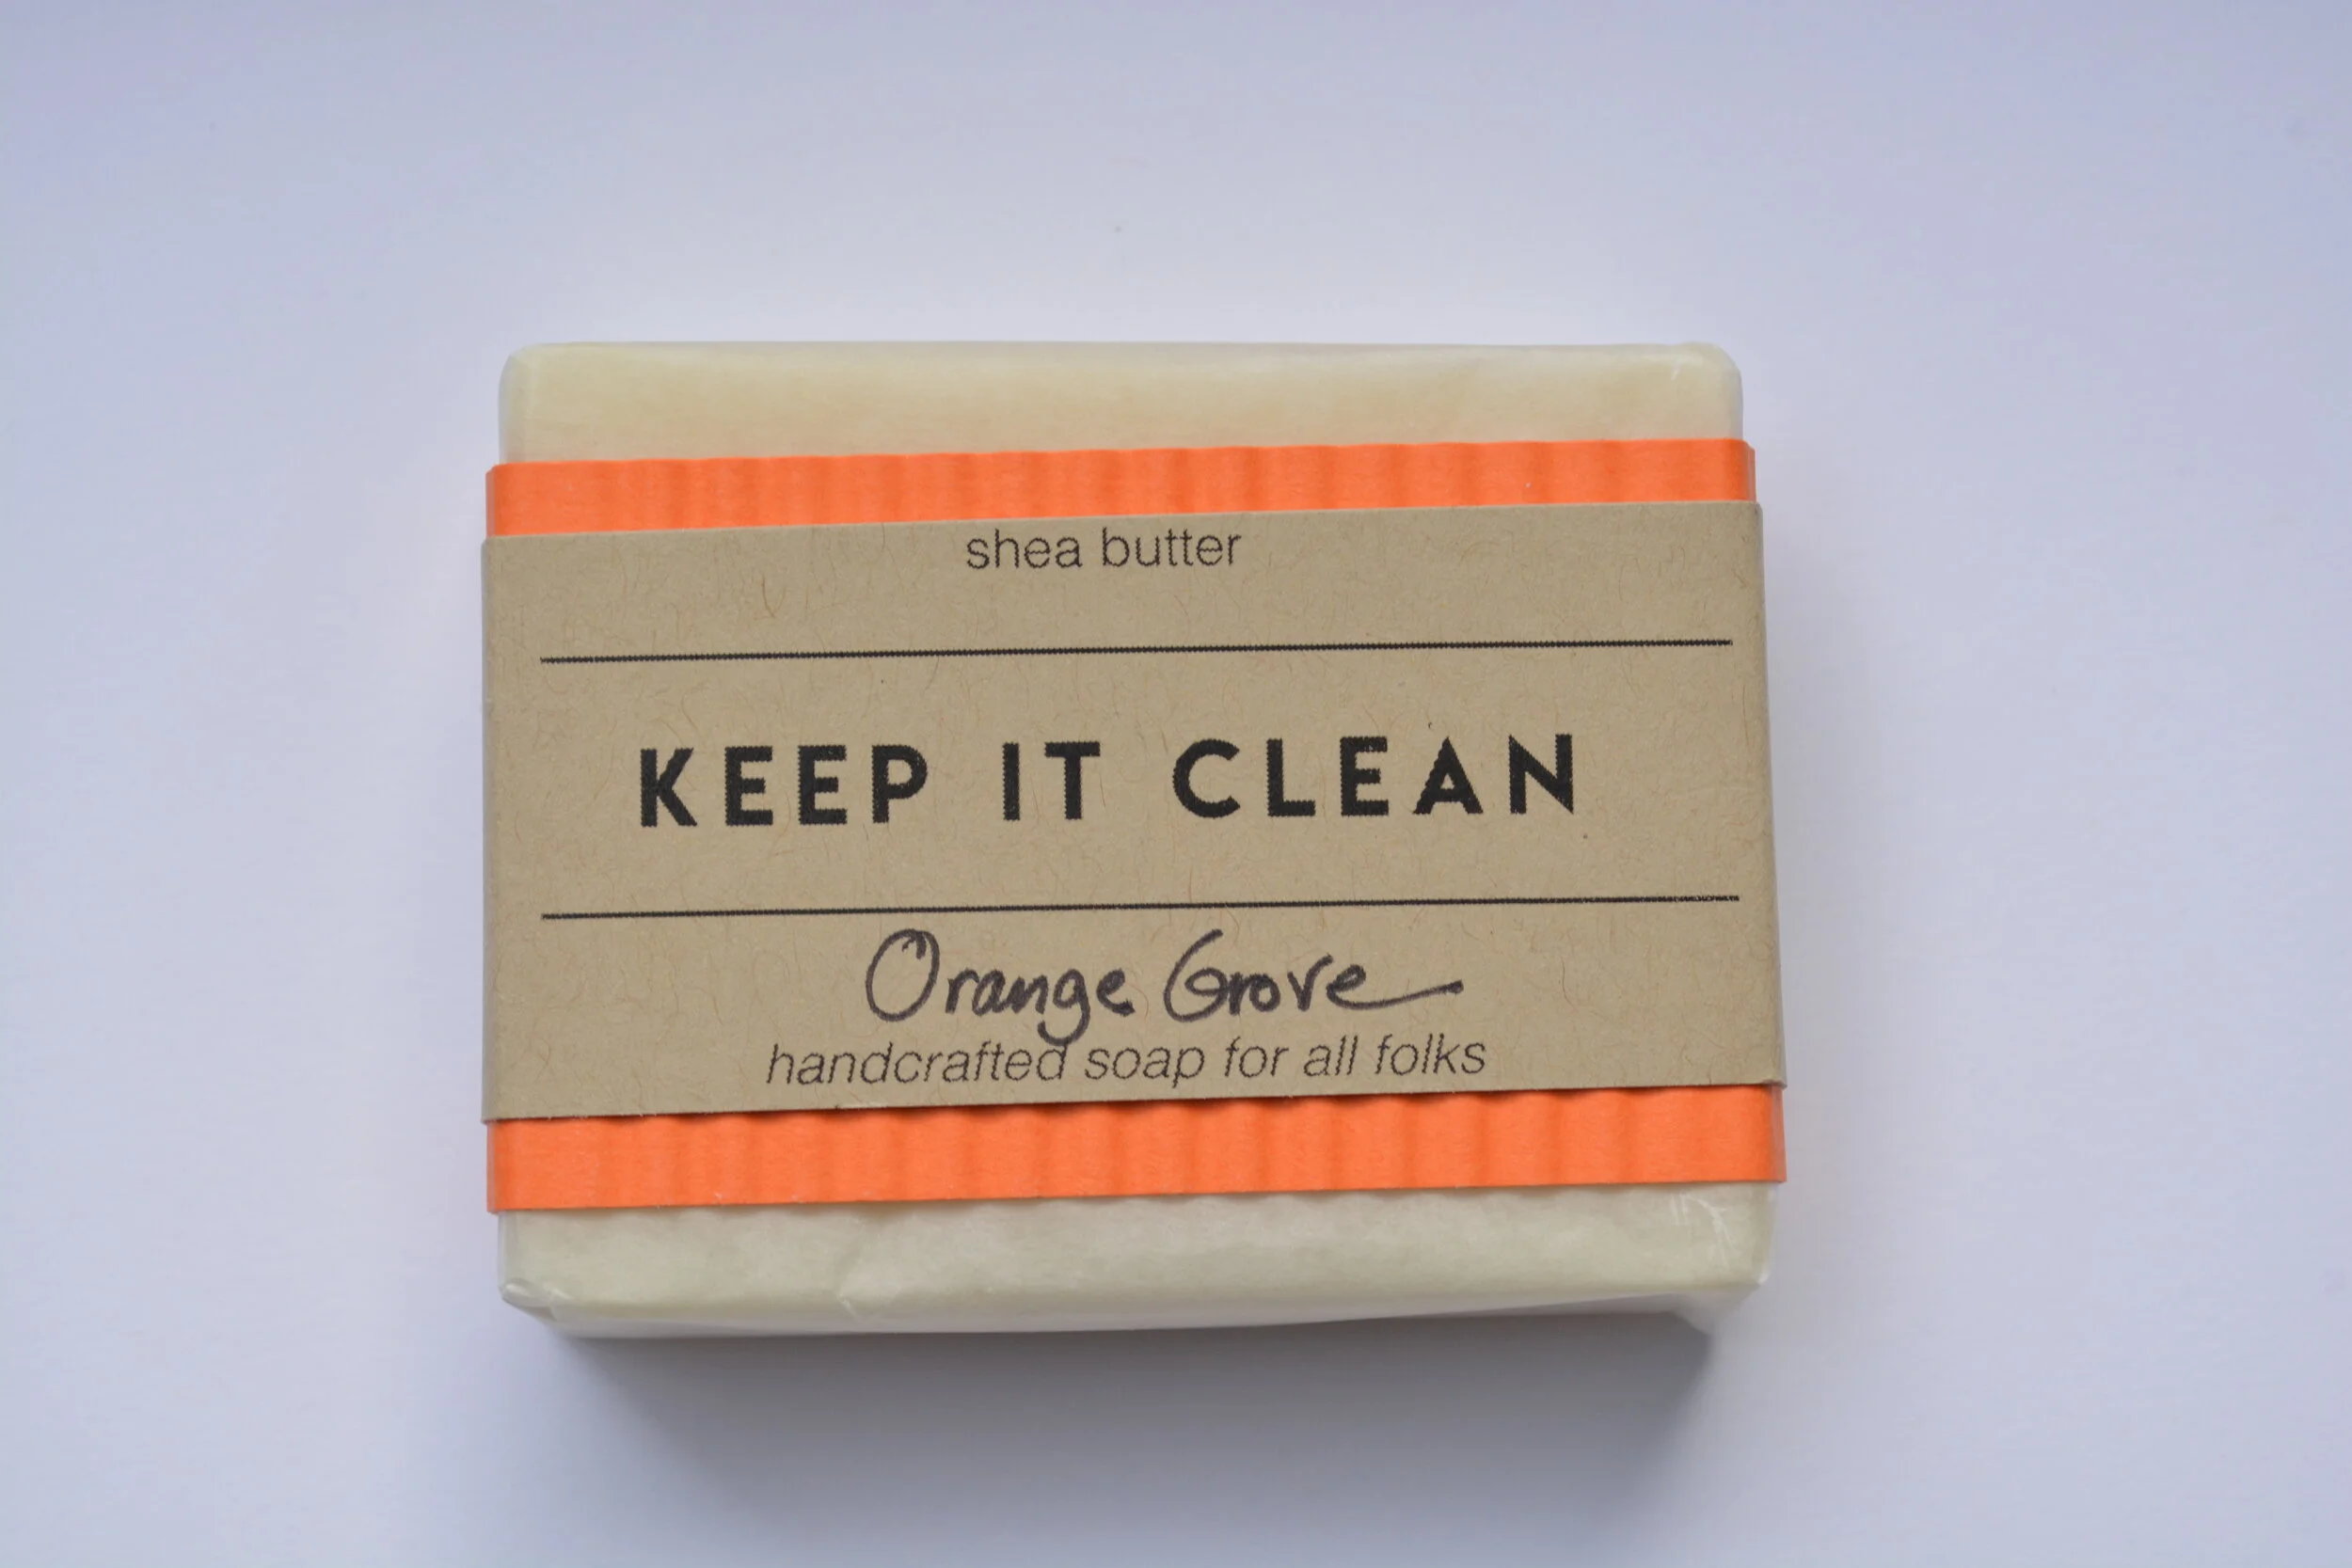 shea butter
KEEP IT CLEAN
Orange Grove
handcrafted soap for all folks